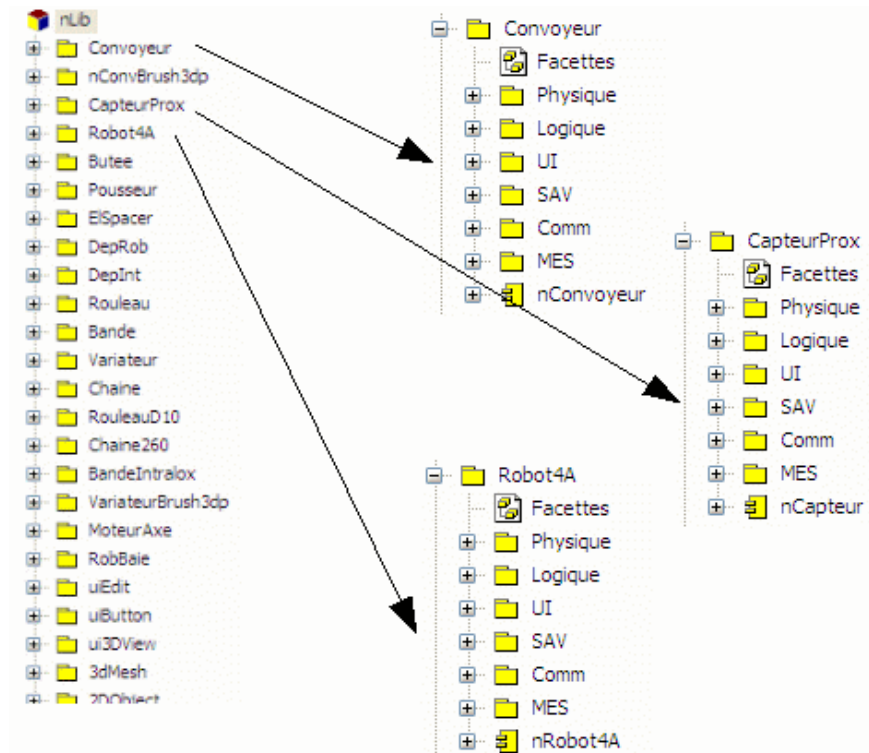 nLib
Convoyeur
nConvBrush3dp
CapteurProx
Robot4A
Butee
Pousseur
ElSpacer
DepRob
DepInt
Rouleau
Bande
Variateur
Chaine
RouleauD10
Chaine260
BandeIntralox
VariateurBrush3dp
MoteurAxe
RobBaie
uiEdit
uiButton
ui3DView
3dMesh
2DObject
Convoyeur
Facettes
Physique
Logique
UI
SAV
Comm
MES
nConvoyeur
CapteurProx
Facettes
Physique
Logique
UI
SAV
Comm
MES
nCapteur
Robot4A
Facettes
Physique
Logique
UI
SAV
Comm
MES
nRobot4A